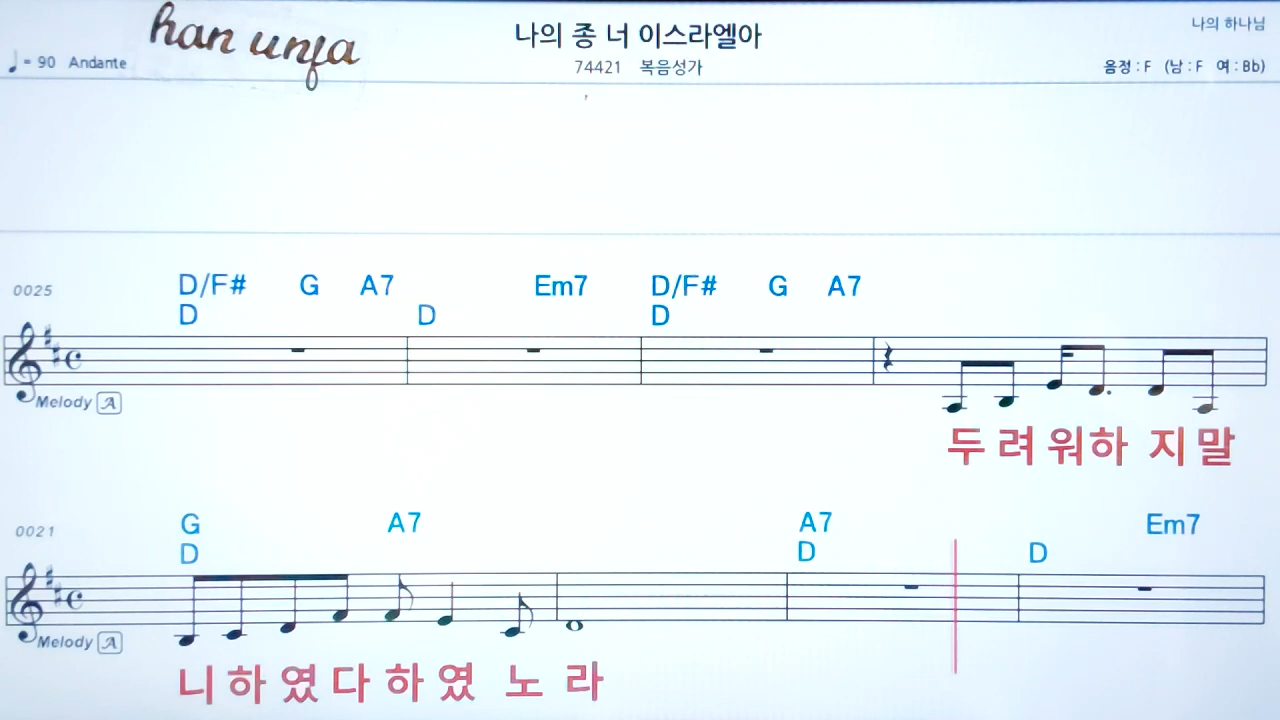 han unja
나의 종 너 이스라엘아
나의 하나님
♩= 90 Andante
74421 복음성가
음정 : F (남 : F 여 : Bb)
0025
D/F# G A7 Em7 D/F# G A7
D D D
Melody A
두 려 워하 지 말
0021
G A7 A7 Em7
D D D
Melody A
니 하 였 다 하 였 노 라